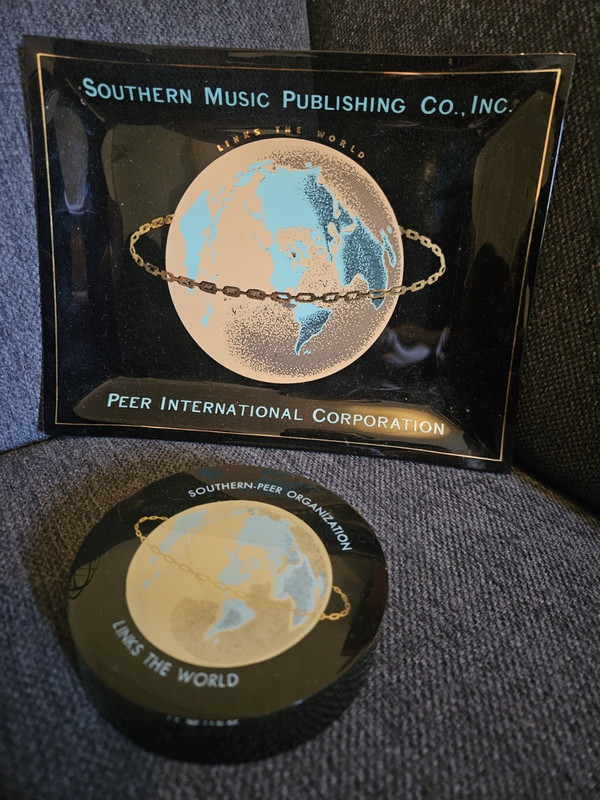 SOUTHERN MUSIC PUBLISHING CO., INC.
LINKS THE WORLD
PEER INTERNATIONAL CORPORATION
SOUTHERN-PEER ORGANIZATION
LINKS THE WORLD